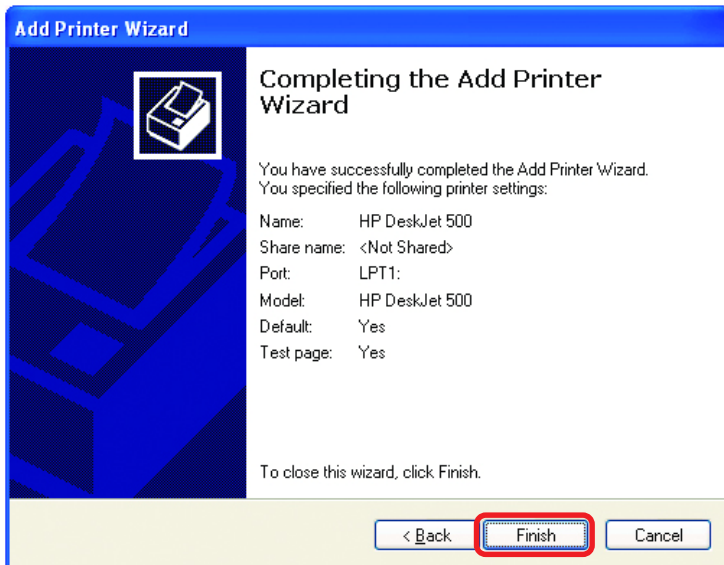 Add Printer Wizard
Completing the Add Printer
Wizard
You have successfully completed the Add Printer Wizard.
You specified the following printer settings:
Name: HP DeskJet 500
Share name: <Not Shared>
Port: LPT1:
Model: HP DeskJet 500
Default: Yes
Test page: Yes
To close this wizard, click Finish.
< Back Finish Cancel